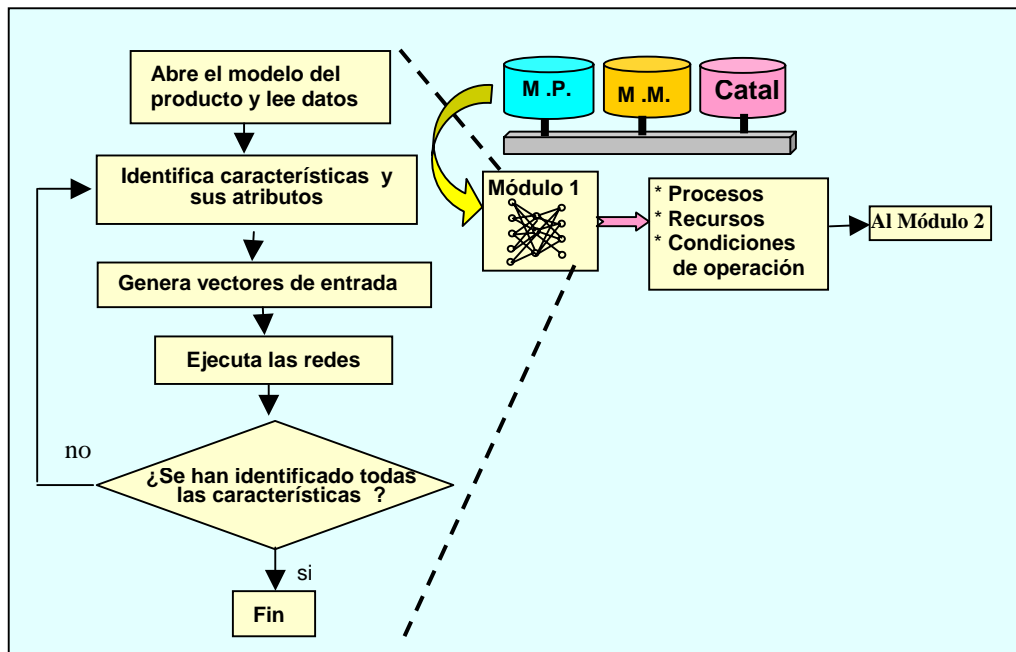 Abre el modelo del
producto y lee datos
Identifica características y
sus atributos
Genera vectores de entrada
Ejecuta las redes
no
¿Se han identificado todas
las características ?
si
Fin
M .P.
M .M.
Catal
Módulo 1
* Procesos
* Recursos
* Condiciones
de operación
Al Módulo 2